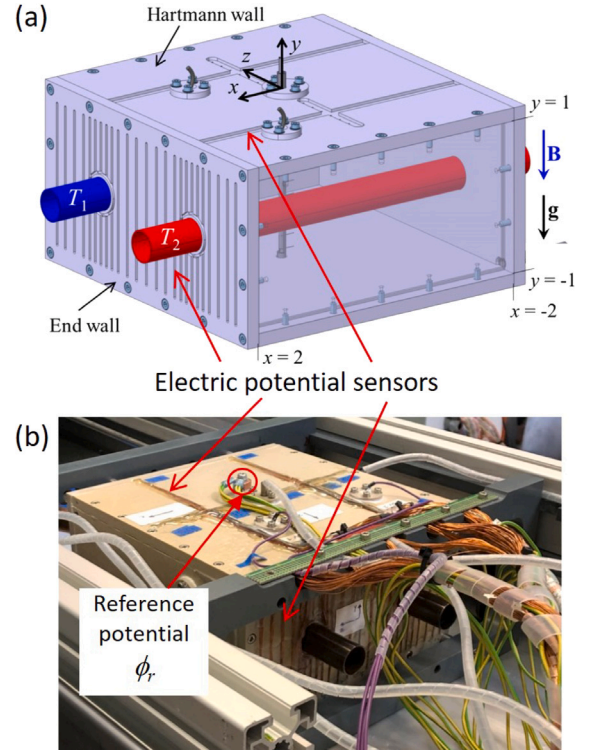 (a)
Hartmann wall
y
z
x
y = 1
B
T1
T2
g
End wall
y = -1
x = -2
x = 2
Electric potential sensors
(b)
Reference
potential
ϕr